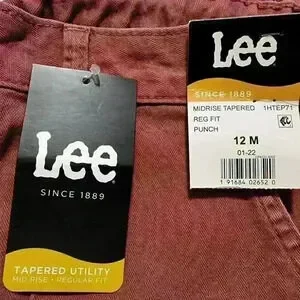 Lee
SINCE 1889
TAPERED UTILITY
MID RISE • REGULAR FIT
Lee
SINCE 1889
MIDRISE TAPERED 1HTEP71
REG FIT
PUNCH
12 M
01-22
1 91684 02652 0